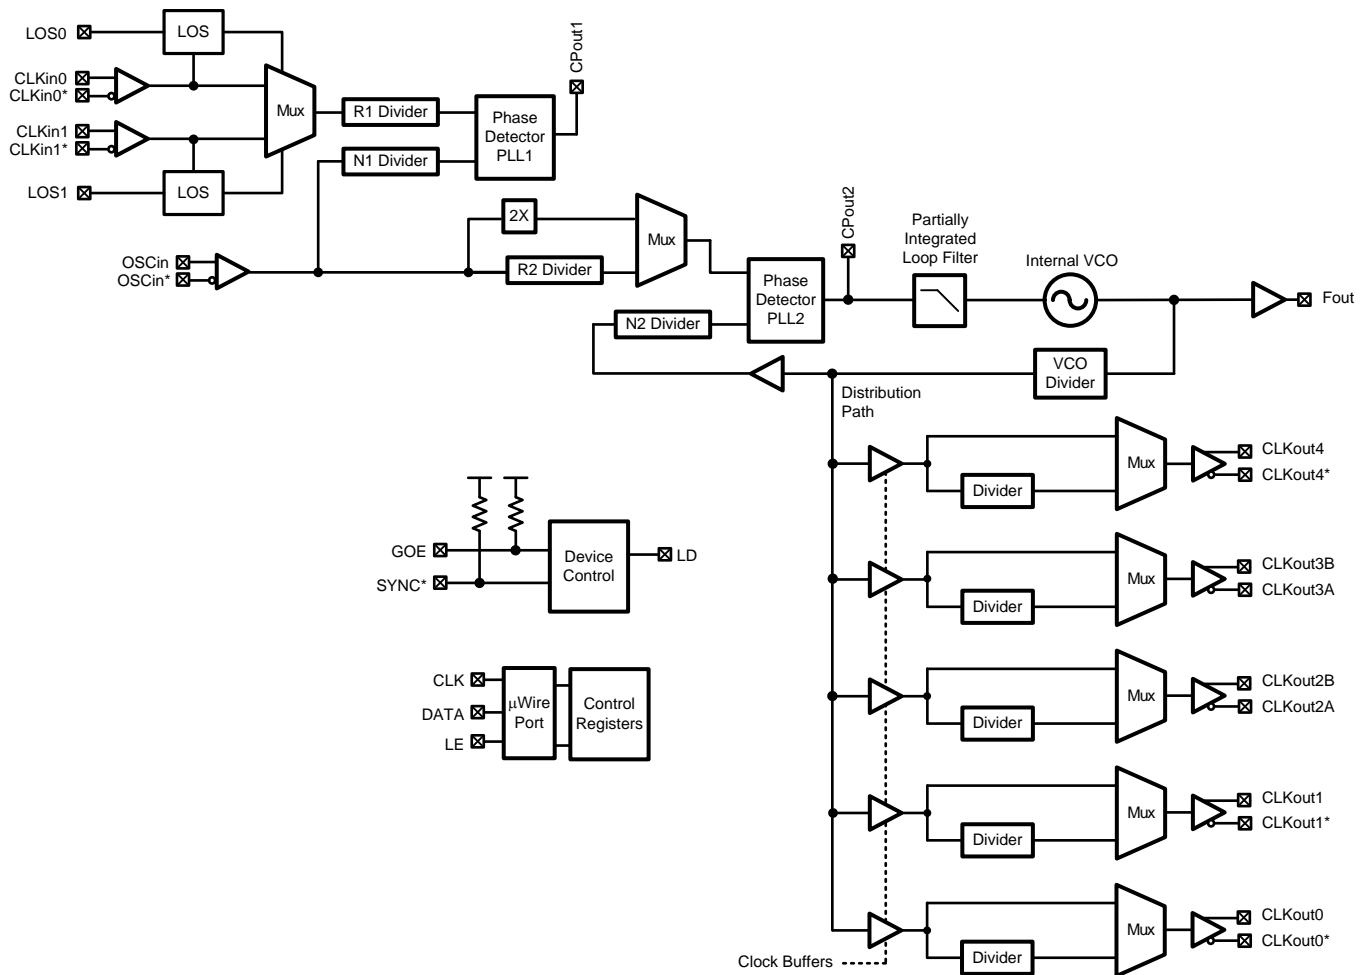 LOS0
LOS
CLKin0
CLKin0*
Mux
R1 Divider
CPout1
Phase
Detector
PLL1
CLKin1
CLKin1*
N1 Divider
LOS1
LOS
2X
Mux
OSCin
OSCin*
R2 Divider
CPout2
Phase
Detector
PLL2
Partially
Integrated
Loop Filter
Internal VCO
Fout
N2 Divider
VCO
Divider
Distribution
Path
Divider
Mux
CLKout4
CLKout4*
GOE
SYNC*
Device
Control
LD
Divider
Mux
CLKout3B
CLKout3A
CLK
DATA
LE
µWire
Port
Control
Registers
Divider
Mux
CLKout2B
CLKout2A
Divider
Mux
CLKout1
CLKout1*
Divider
Mux
CLKout0
CLKout0*
Clock Buffers